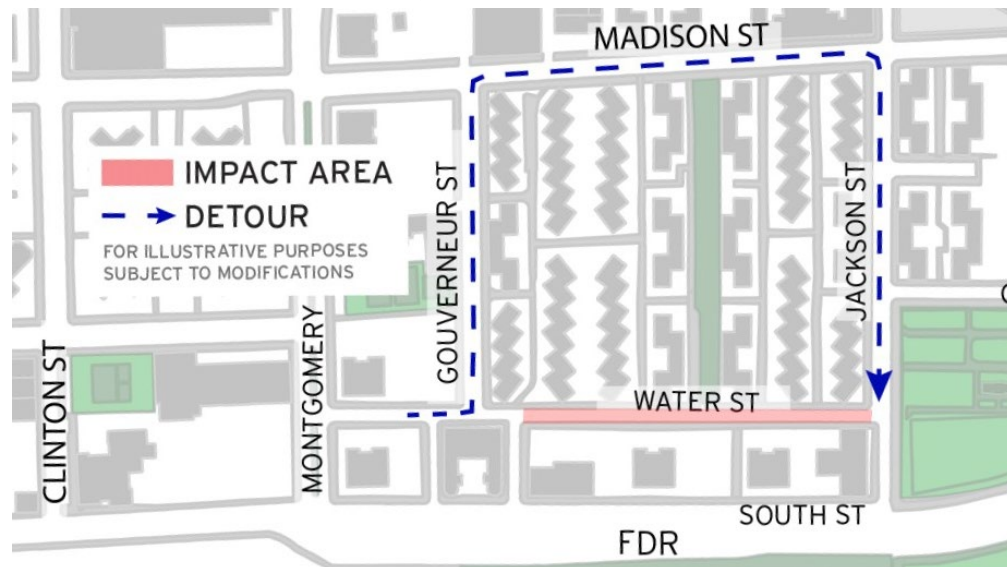 MADISON ST
IMPACT AREA
DETOUR
FOR ILLUSTRATIVE PURPOSES
SUBJECT TO MODIFICATIONS
GOUVERNEUR ST
JACKSON ST
MONTGOMERY
CLINTON ST
WATER ST
SOUTH ST
FDR